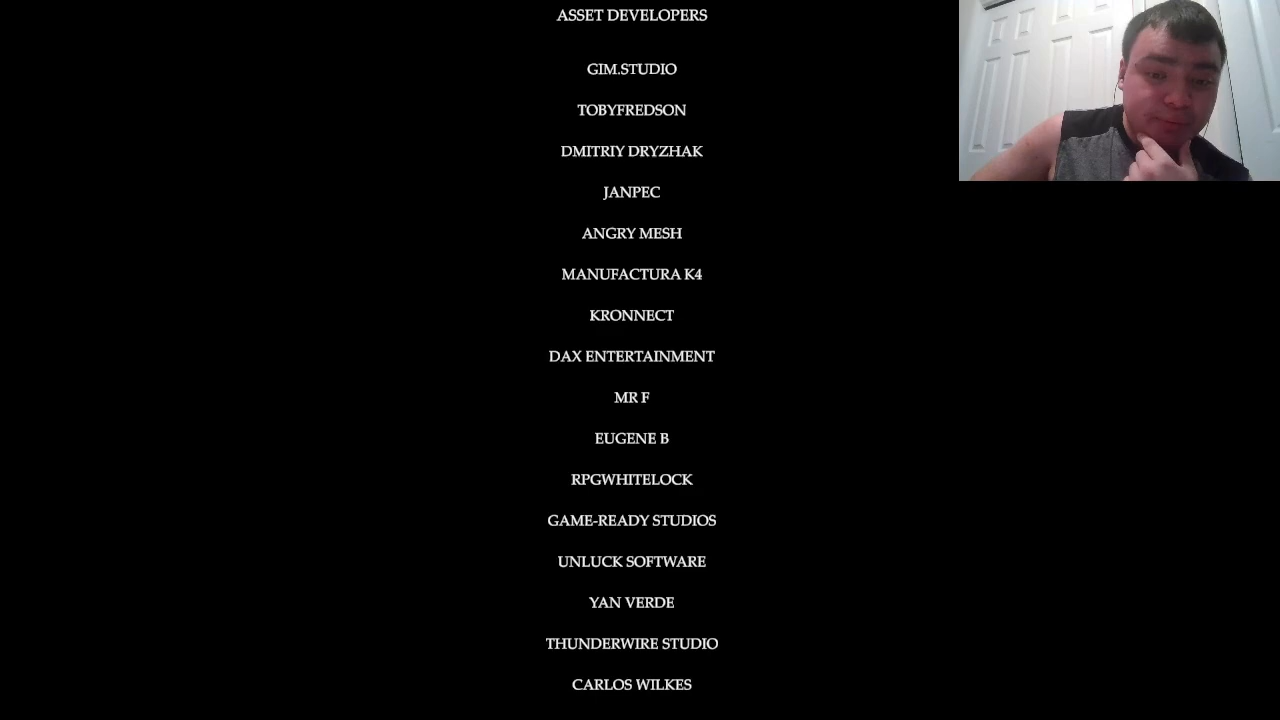 ASSET DEVELOPERS
GIM.STUDIO
TOBYFREDSON
DMITRIY DRYZHAK
JANPEC
ANGRY MESH
MANUFACTURA K4
KRONNECT
DAX ENTERTAINMENT
MR F
EUGENE B
RPGWHITELOCK
GAME-READY STUDIOS
UNLUCK SOFTWARE
YAN VERDE
THUNDERWIRE STUDIO
CARLOS WILKES